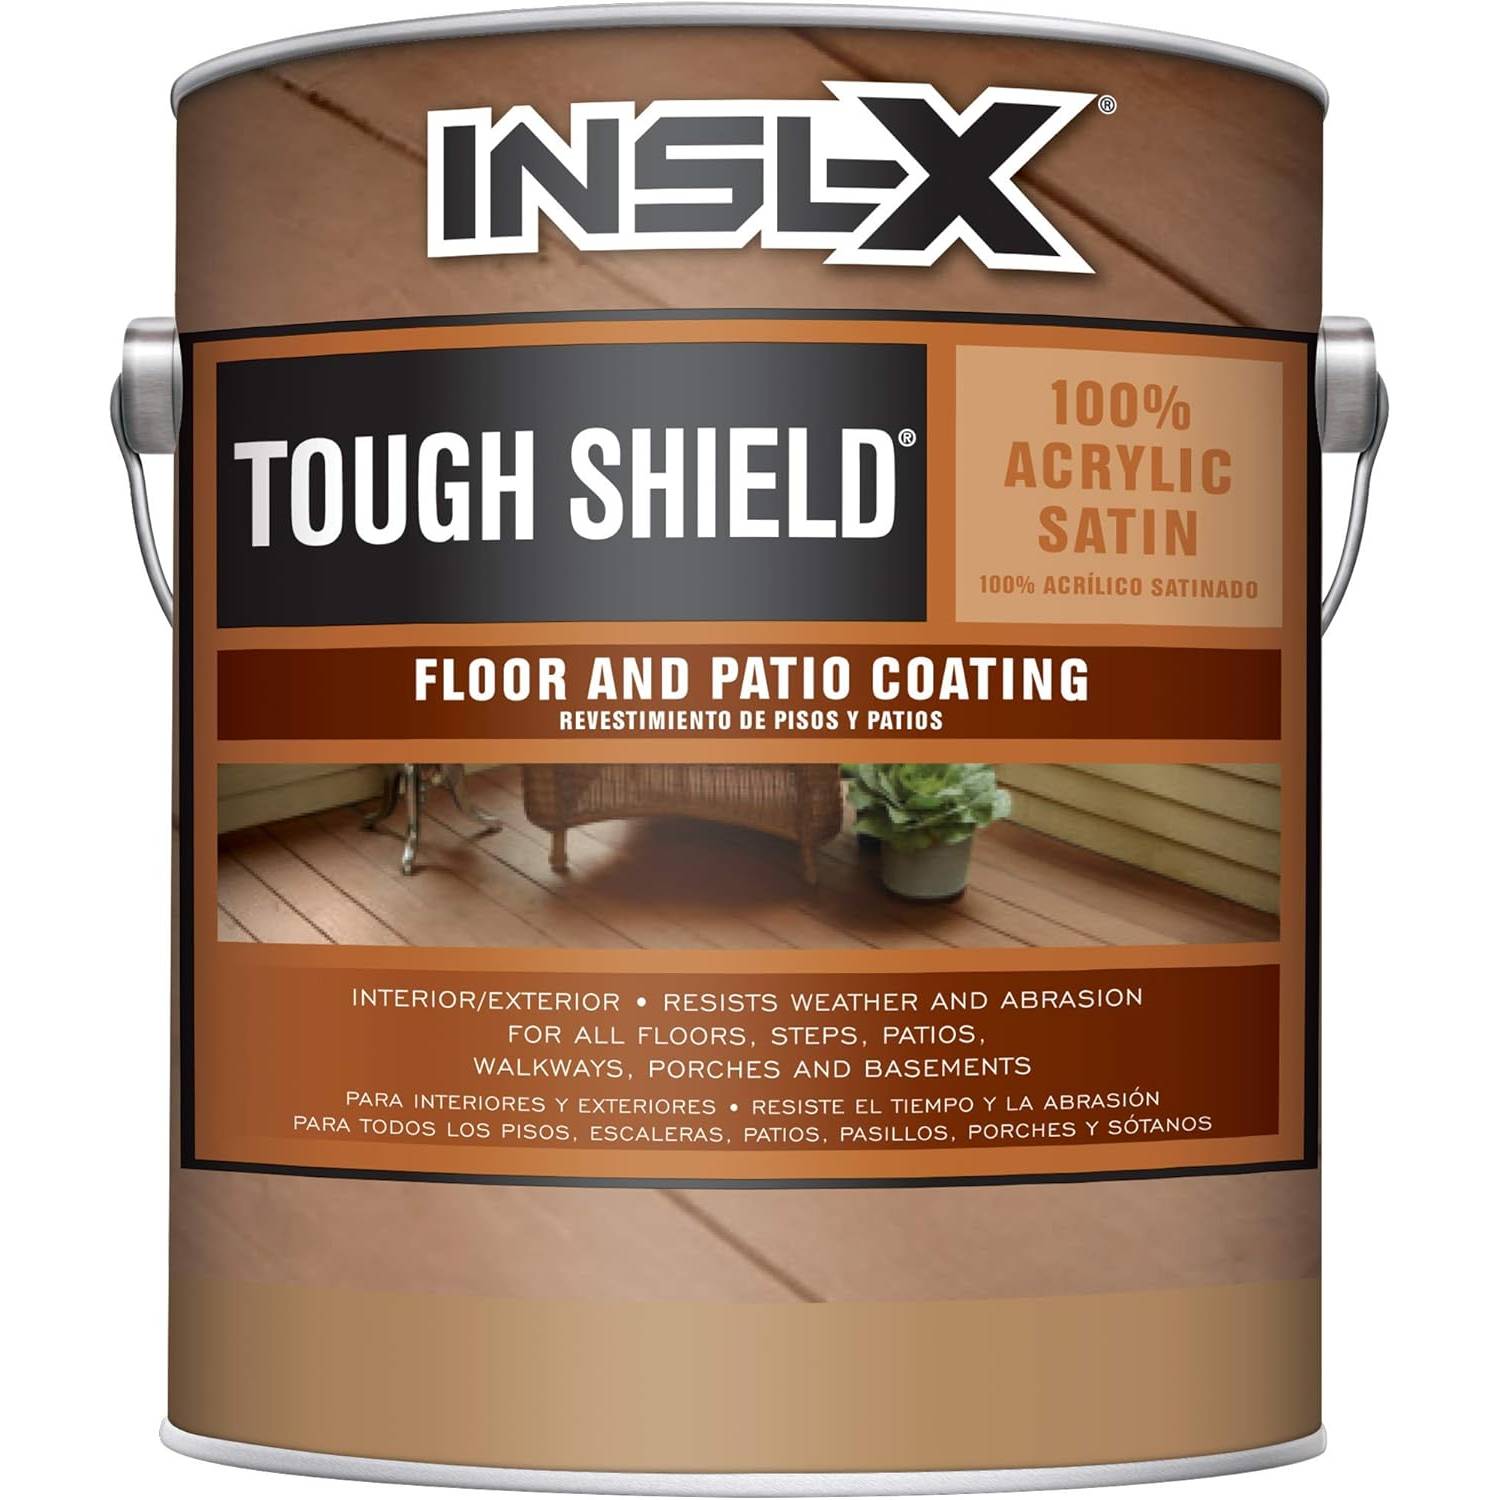 INSL-X®
TOUGH SHIELD®
100%
ACRYLIC
SATIN
100% ACRÍLICO SATINADO
FLOOR AND PATIO COATING
REVESTIMIENTO DE PISOS Y PATIOS
INTERIOR/EXTERIOR • RESISTS WEATHER AND ABRASION
FOR ALL FLOORS, STEPS, PATIOS,
WALKWAYS, PORCHES AND BASEMENTS
PARA INTERIORES Y EXTERIORES • RESISTE EL TIEMPO Y LA ABRASIÓN
PARA TODOS LOS PISOS, ESCALERAS, PATIOS, PASILLOS, PORCHES Y SÓTANOS